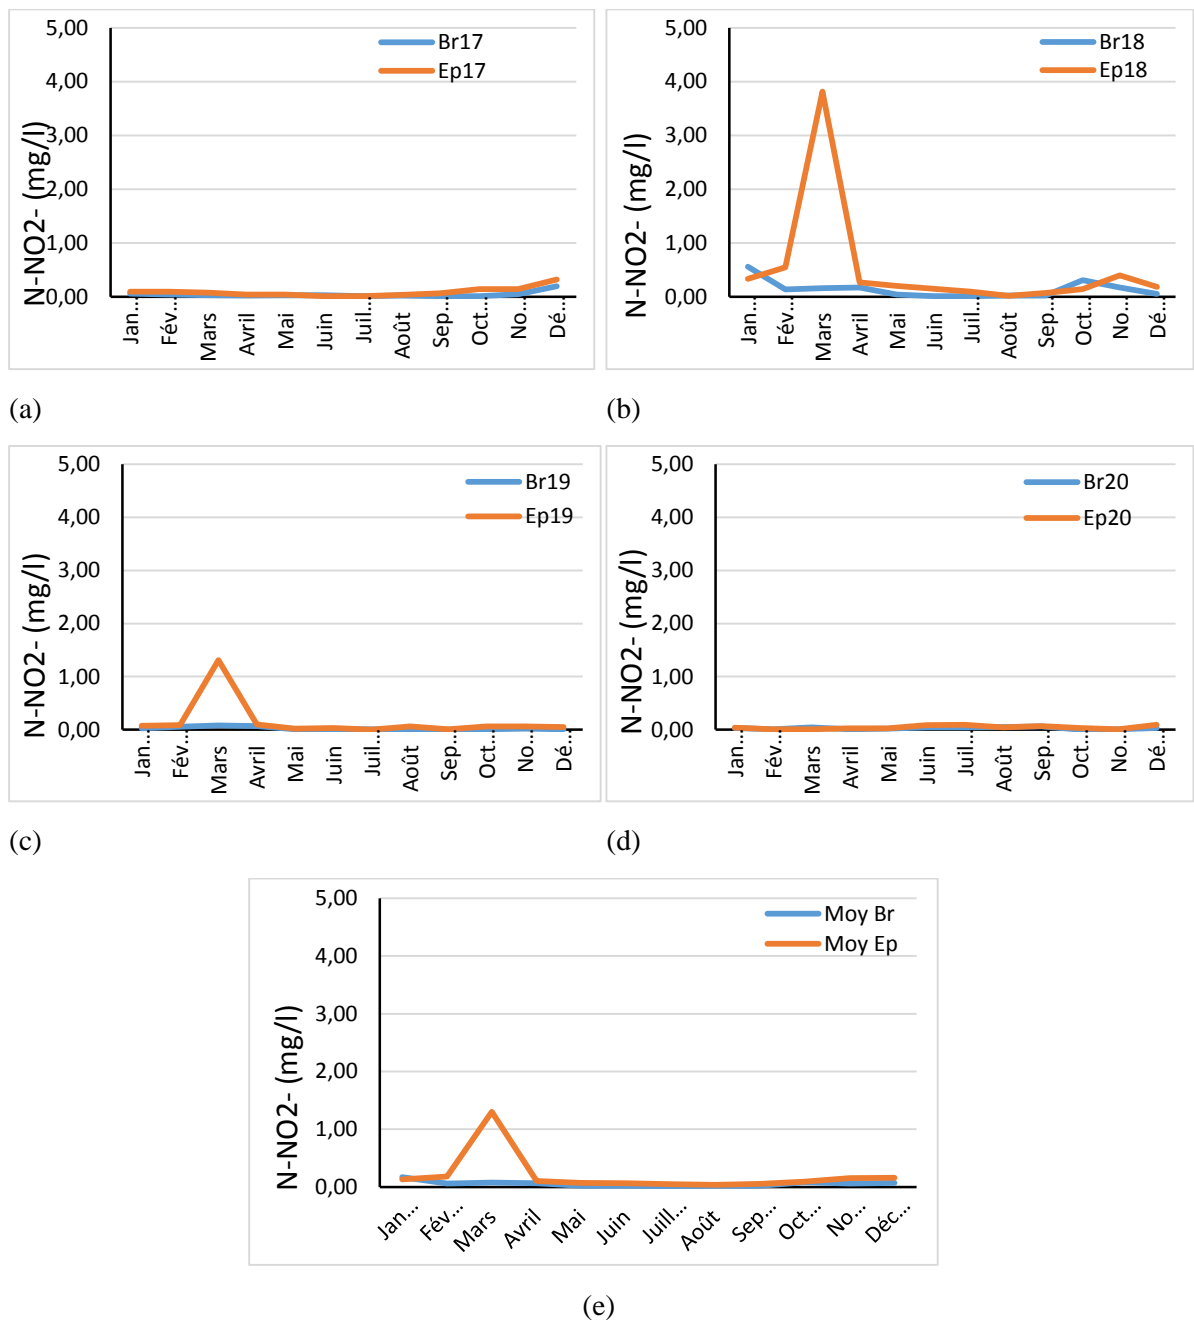 5,00
4,00
3,00
2,00
1,00
0,00
N-NO2- (mg/l)
Br17
Ep17
Jan..
Fév..
Mars
Avril
Mai
Juin
Juil..
Août
Sep.
Oct..
No..
Dé..
(a)
5,00
4,00
3,00
2,00
1,00
0,00
N-NO2- (mg/l)
Br18
Ep18
Jan..
Fév..
Mars
Avril
Mai
Juin
Juil..
Août
Sep..
Oct..
No..
Dé..
(b)
5,00
4,00
3,00
2,00
1,00
0,00
N-NO2- (mg/l)
Br19
Ep19
Jan..
Fév..
Mars
Avril
Mai
Juin
Juil..
Août
Sep..
Oct..
No..
Dé..
(c)
5,00
4,00
3,00
2,00
1,00
0,00
N-NO2- (mg/l)
Br20
Ep20
Jan..
Fév..
Mars
Avril
Mai
Juin
Juil..
Août
Sep..
Oct..
No..
Dé..
(d)
5,00
4,00
3,00
2,00
1,00
0,00
N-NO2- (mg/l)
Moy Br
Moy Ep
Jan...
Fév...
Mars
Avril
Mai
Juin
Juill...
Août
Sep...
Oct...
No...
Déc...
(e)